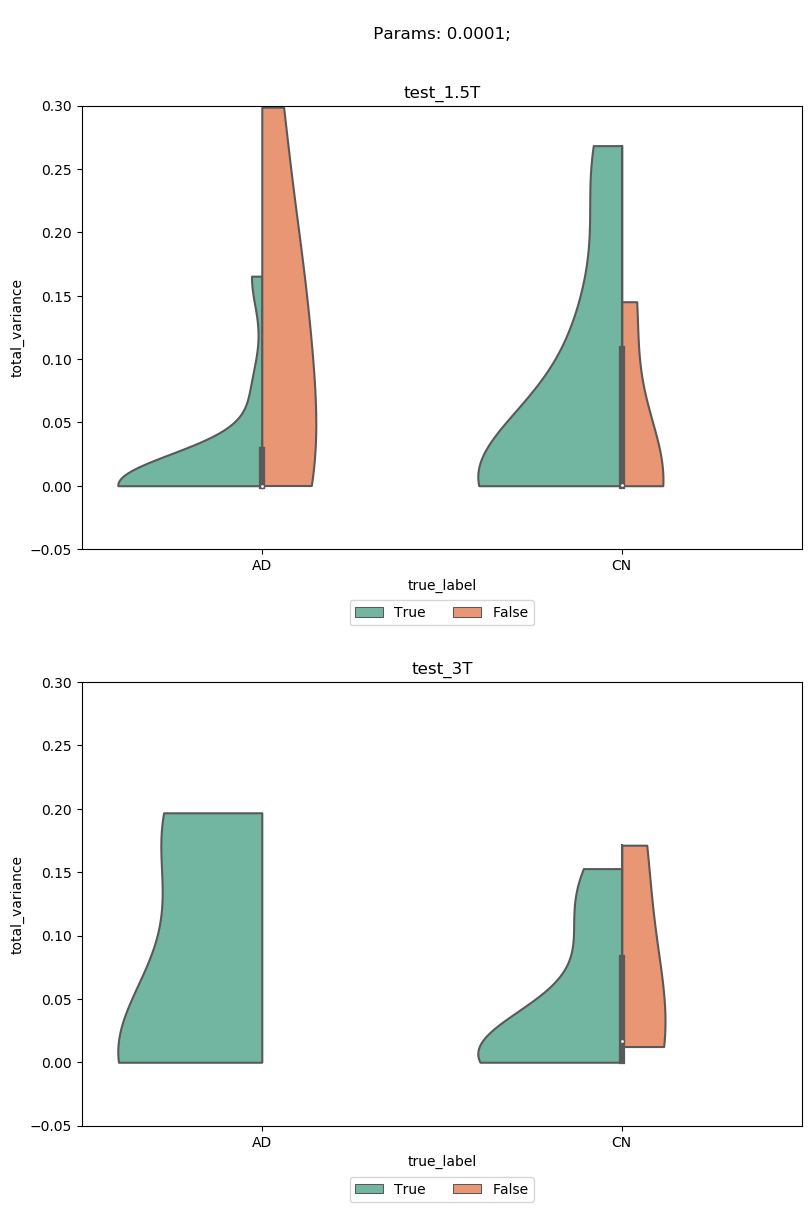 Params: 0.0001;
test_1.5T
0.30
0.25
0.20
0.15
0.10
0.05
0.00
−0.05
total_variance
AD CN
true_label
True False
test_3T
0.30
0.25
0.20
0.15
0.10
0.05
0.00
−0.05
total_variance
AD CN
true_label
True False